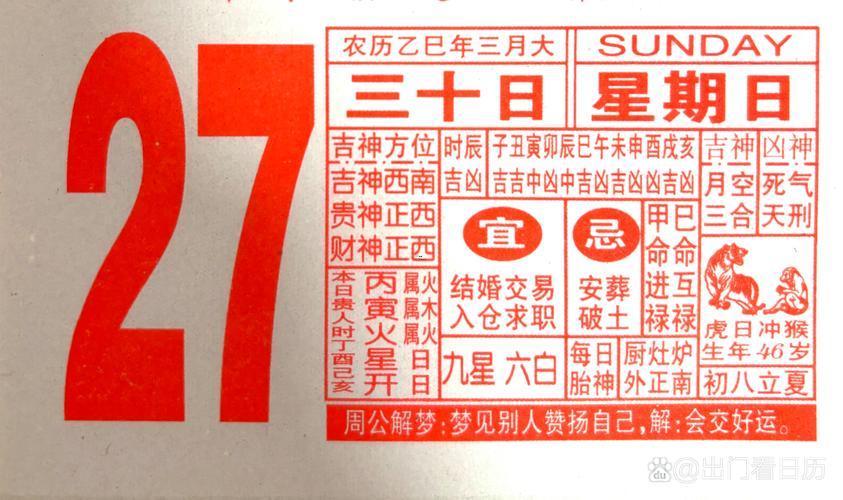 27
农历乙巳年三月大
SUNDAY
三十日
星期日
吉神方位
吉神西南
贵神正西
财神正西
时辰
吉凶
子丑寅卯辰巳午未申酉戌亥
吉吉中凶中吉凶吉凶凶吉凶
吉神
月空
三合
凶神
死气
天刑
宜
结婚交易
入仓求职
忌
安葬
破土
甲命进禄
巳命互禄
虎日冲猴
生年46岁
本日贵人时丁酉己亥
丙寅火星开
属火
属木
属火
日
日
九星 六白
每日
胎神
厨灶炉
外正南
初八立夏
周公解梦:梦见别人赞扬自己,解:会交好运。
du @出门看日历